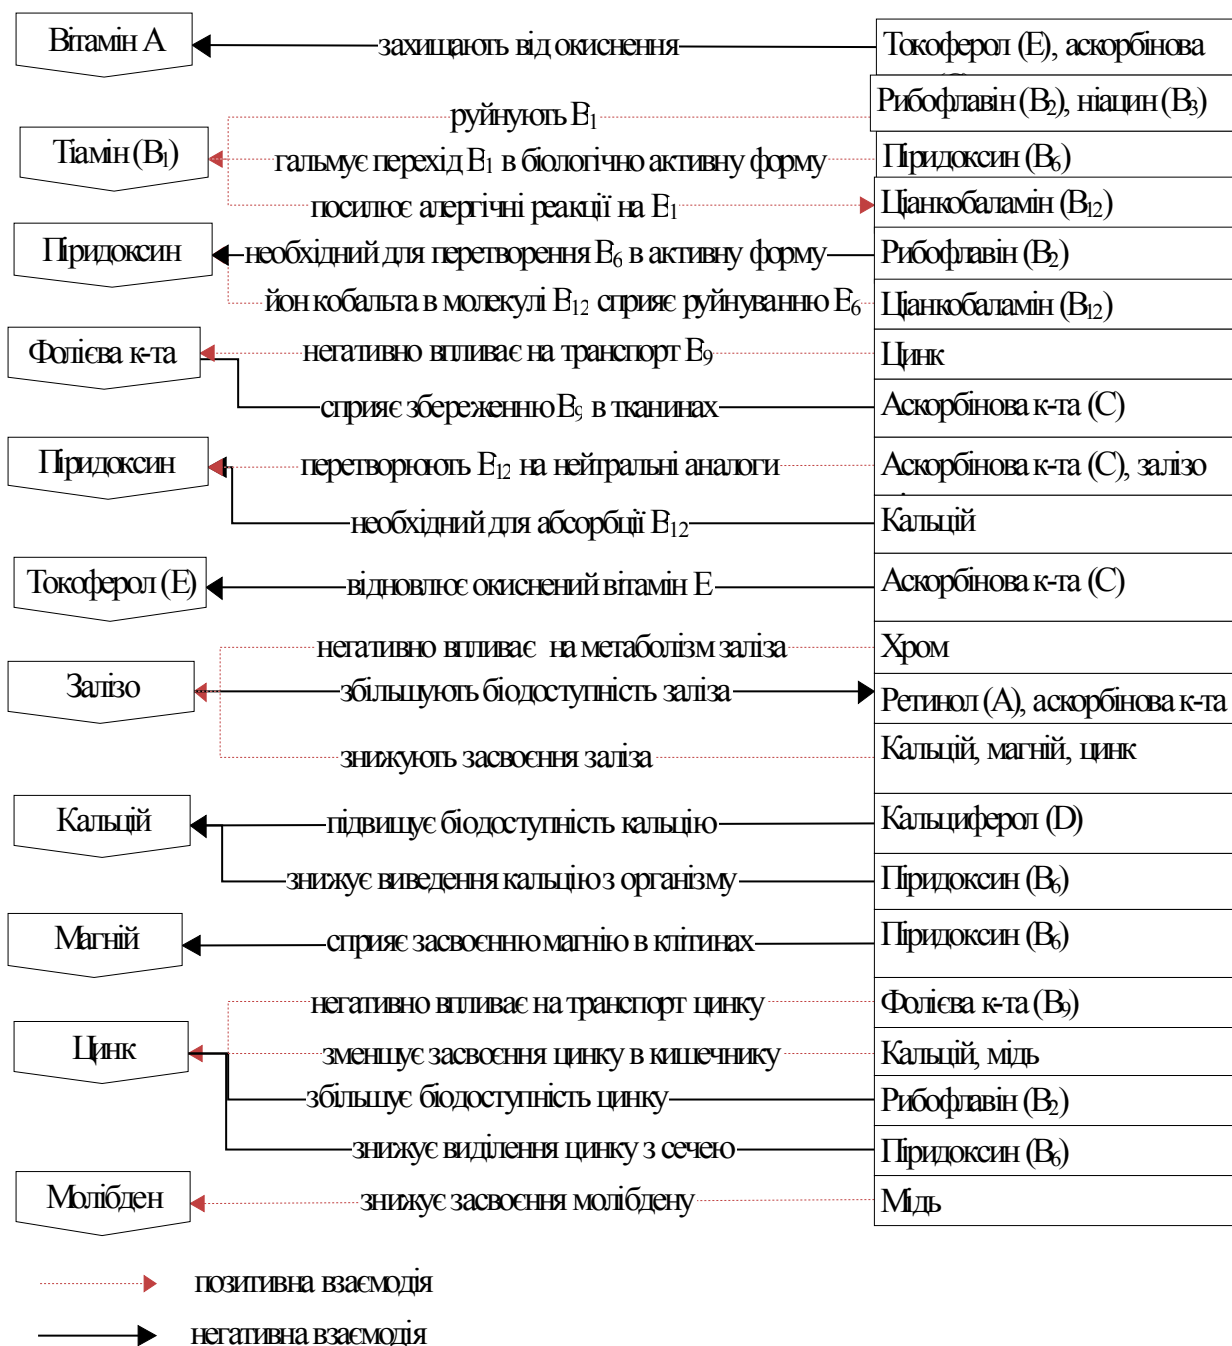 Вітамін А
захищають від окиснення
Токоферол (Е), аскорбінова
руйнують В₁
Рибофлавін (В₂), ніацин (В₃)
Тіамін (В₁)
гальмує перехід В₁ в біологічно активну форму
Піридоксин (В₆)
посилює алергічні реакції на В₁
Ціанкобаламін (В₁₂)
Піридоксин
необхідний для перетворення В₆ в активну форму
Рибофлавін (В₂)
йон кобальта в молекулі В₁₂ сприяє руйнуванню В₆
Ціанкобаламін (В₁₂)
Фолієва к-та
негативно впливає на транспорт В₉
Цинк
сприяє збереженню В₉ в тканинах
Аскорбінова к-та (С)
Піридоксин
перетворюють В₁₂ на нейтральні аналоги
Аскорбінова к-та (С), залізо
необхідний для абсорбції В₁₂
Кальцій
Токоферол (Е)
відновлює окиснений вітамін Е
Аскорбінова к-та (С)
негативно впливає на метаболізм заліза
Хром
Залізо
збільшують біодоступність заліза
Ретинол (А), аскорбінова к-та
знижують засвоєння заліза
Кальцій, магній, цинк
Кальцій
підвищує біодоступність кальцію
Кальциферол (D)
знижує виведення кальцію з організму
Піридоксин (В₆)
Магній
сприяє засвоєнню магнію в клітинах
Піридоксин (В₆)
негативно впливає на транспорт цинку
Фолієва к-та (В₉)
Цинк
зменшує засвоєння цинку в кишечнику
Кальцій, мідь
збільшує біодоступність цинку
Рибофлавін (В₂)
знижує виділення цинку з сечею
Піридоксин (В₆)
Молібден
знижує засвоєння молібдену
Мідь
позитивна взаємодія
негативна взаємодія